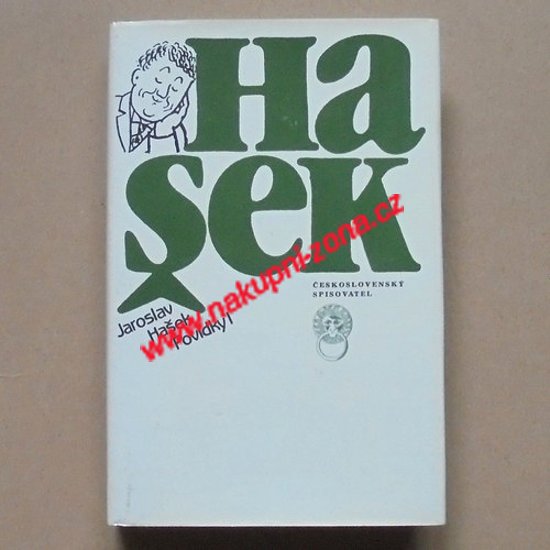 Ha
šek
Jaroslav
Hašek
Povídky I
ČESKOSLOVENSKÝ
SPISOVATEL
www.nakupni-zona.cz